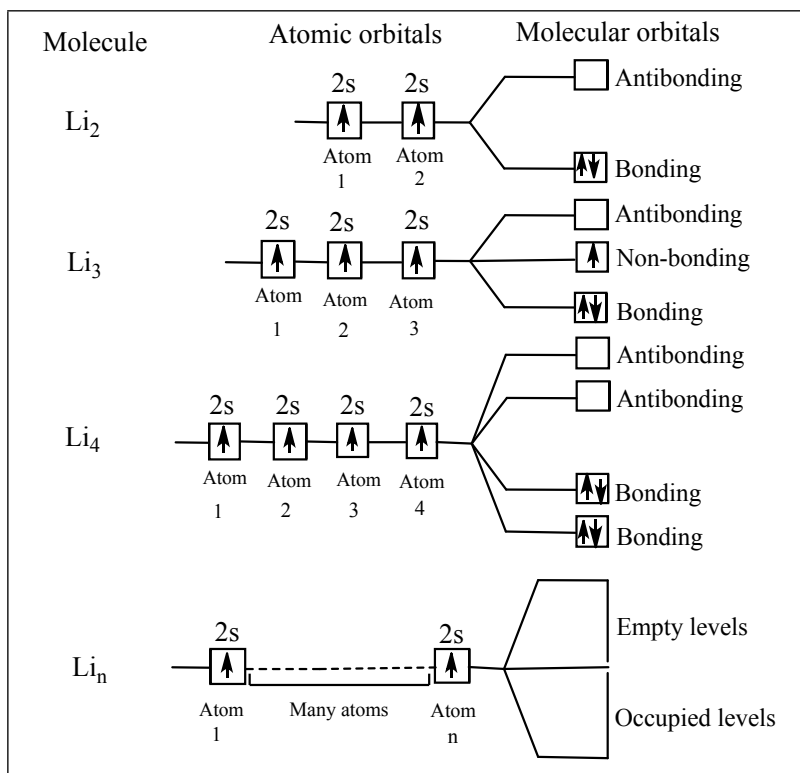 Molecule Atomic orbitals Molecular orbitals
2s 2s Antibonding
Li2
Atom Atom
1 2 Bonding
2s 2s 2s Antibonding
Li3 Non-bonding
Atom Atom Atom
1 2 3 Bonding
Antibonding
2s 2s 2s 2s Antibonding
Li4
Atom Atom Atom Atom Bonding
1 2 3 4
Bonding
2s 2s Empty levels
Lin
Atom Many atoms Atom Occupied levels
1 n